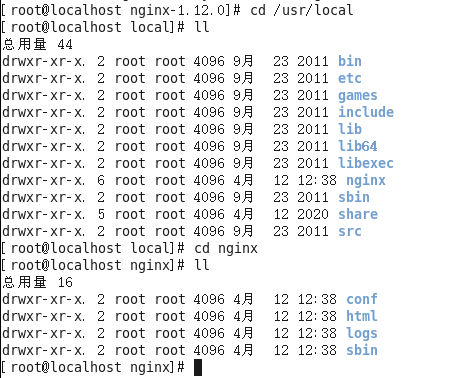 [root@localhost nginx-1.12.0]# cd /usr/local
[root@localhost local]# ll
总用量 44
drwxr-xr-x. 2 root root 4096 9月  23 2011 bin
drwxr-xr-x. 2 root root 4096 9月  23 2011 etc
drwxr-xr-x. 2 root root 4096 9月  23 2011 games
drwxr-xr-x. 2 root root 4096 9月  23 2011 include
drwxr-xr-x. 2 root root 4096 9月  23 2011 lib
drwxr-xr-x. 2 root root 4096 9月  23 2011 lib64
drwxr-xr-x. 2 root root 4096 9月  23 2011 libexec
drwxr-xr-x. 6 root root 4096 4月  12 12:38 nginx
drwxr-xr-x. 2 root root 4096 9月  23 2011 sbin
drwxr-xr-x. 5 root root 4096 4月  12 2020 share
drwxr-xr-x. 2 root root 4096 9月  23 2011 src
[root@localhost local]# cd nginx
[root@localhost nginx]# ll
总用量 16
drwxr-xr-x. 2 root root 4096 4月  12 12:38 conf
drwxr-xr-x. 2 root root 4096 4月  12 12:38 html
drwxr-xr-x. 2 root root 4096 4月  12 12:38 logs
drwxr-xr-x. 2 root root 4096 4月  12 12:38 sbin
[root@localhost nginx]#